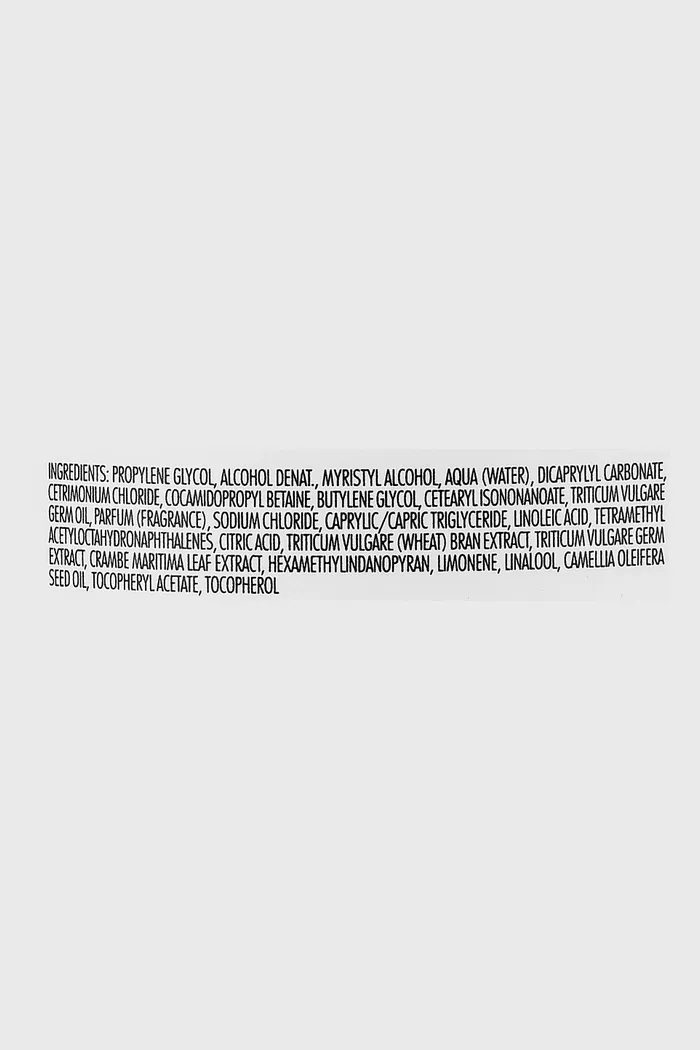 INGREDIENTS: PROPYLENE GLYCOL, ALCOHOL DENAT., MYRISTYL ALCOHOL, AQUA (WATER), DICAPRYLYL CARBONATE,
CETRIMONIUM CHLORIDE, COCAMIDOPROPYL BETAINE, BUTYLENE GLYCOL, CETEARYL ISONONANOATE, TRITICUM VULGARE
GERM OIL, PARFUM (FRAGRANCE), SODIUM CHLORIDE, CAPRYLIC/CAPRIC TRIGLYCERIDE, LINOLEIC ACID, TETRAMETHYL
ACETYLOCTAHYDRONAPHTHALENES, CITRIC ACID, TRITICUM VULGARE (WHEAT) BRAN EXTRACT, TRITICUM VULGARE GERM
EXTRACT, CRAMBE MARITIMA LEAF EXTRACT, HEXAMETHYLINDANOPYRAN, LIMONENE, LINALOOL, CAMELLIA OLEIFERA
SEED OIL, TOCOPHERYL ACETATE, TOCOPHEROL